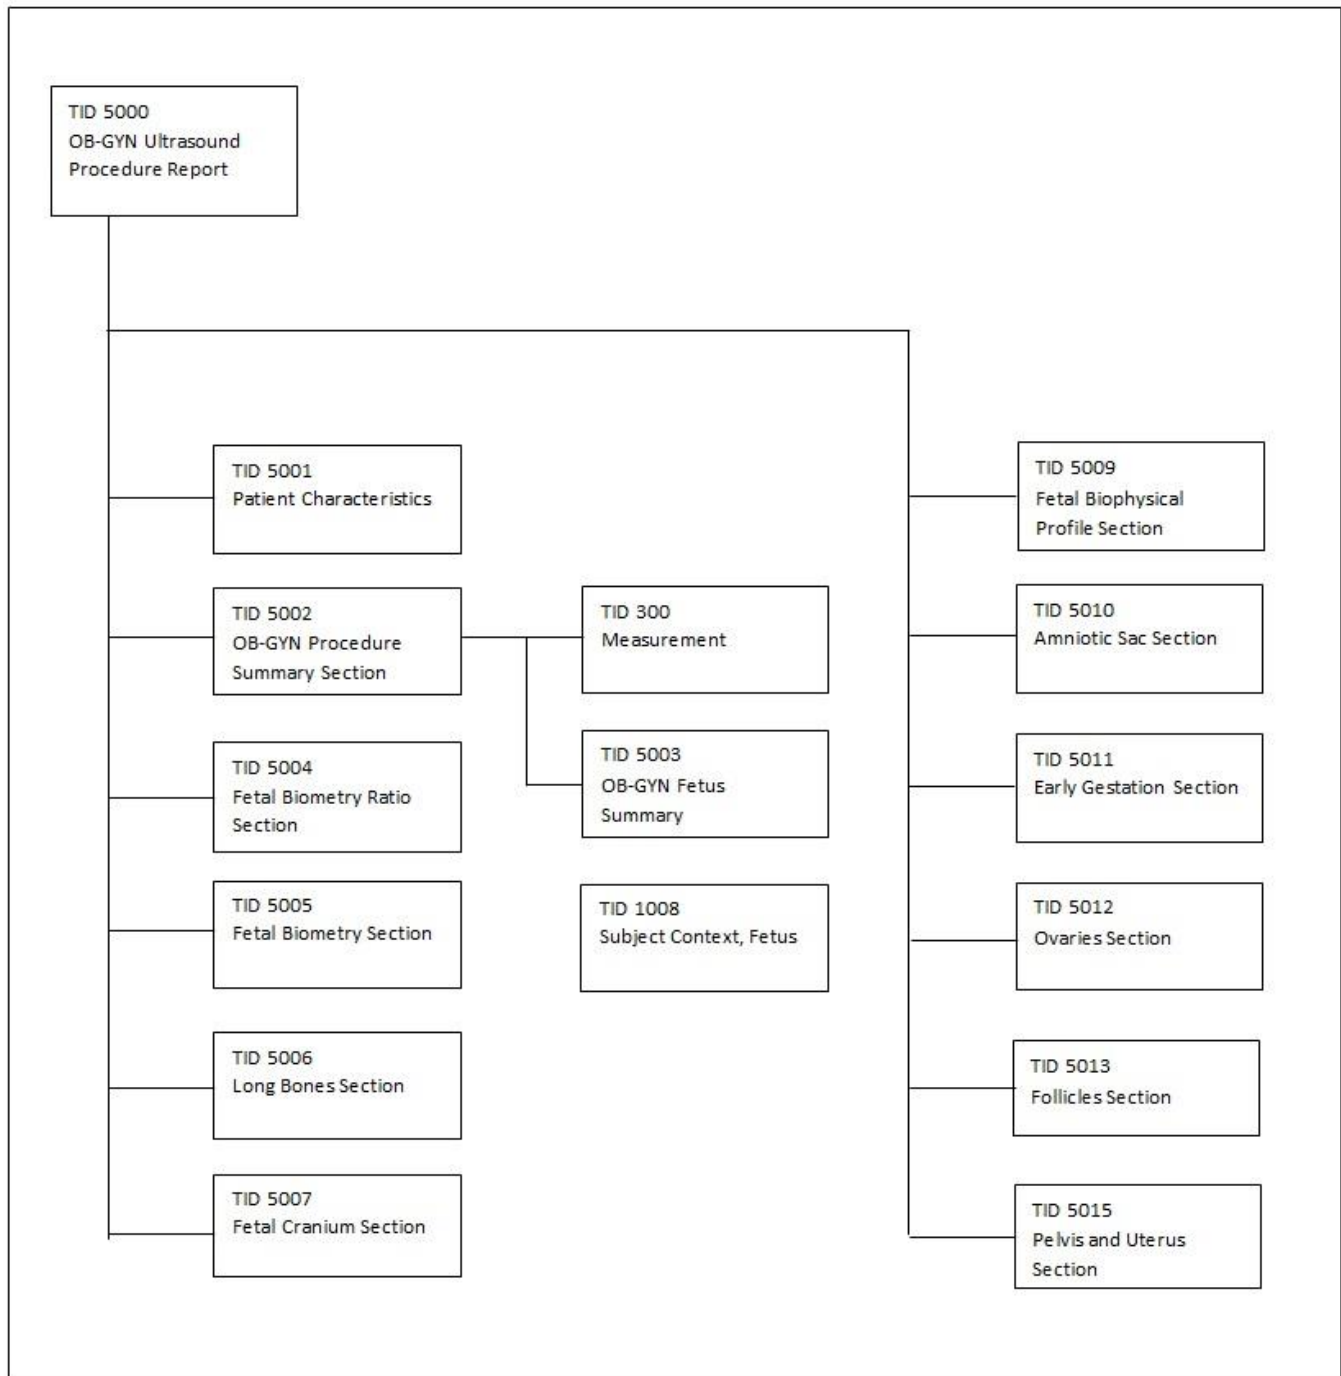 TID 5000
OB-GYN Ultrasound
Procedure Report
TID 5001
Patient Characteristics
TID 5002
OB-GYN Procedure
Summary Section
TID 5004
Fetal Biometry Ratio
Section
TID 5005
Fetal Biometry Section
TID 5006
Long Bones Section
TID 5007
Fetal Cranium Section
TID 300
Measurement
TID 5003
OB-GYN Fetus
Summary
TID 1008
Subject Context, Fetus
TID 5009
Fetal Biophysical
Profile Section
TID 5010
Amniotic Sac Section
TID 5011
Early Gestation Section
TID 5012
Ovaries Section
TID 5013
Follicles Section
TID 5015
Pelvis and Uterus
Section